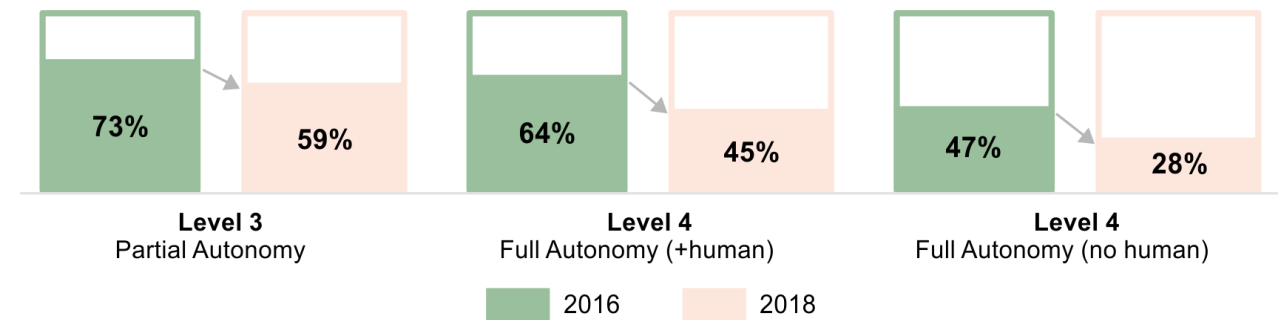 73%
59%
64%
45%
47%
28%
Level 3
Partial Autonomy
Level 4
Full Autonomy (+human)
Level 4
Full Autonomy (no human)
2016
2018